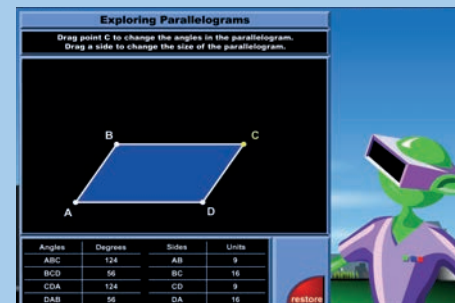 Exploring Parallelograms
Drag point C to change the angles in the parallelogram.
Drag a side to change the size of the parallelogram.
B
C
A
D
Angles Degrees Sides Units
ABC 124 AB 9
BCD 56 BC 16
CDA 124 CD 9
DAB 56 DA 16
restore